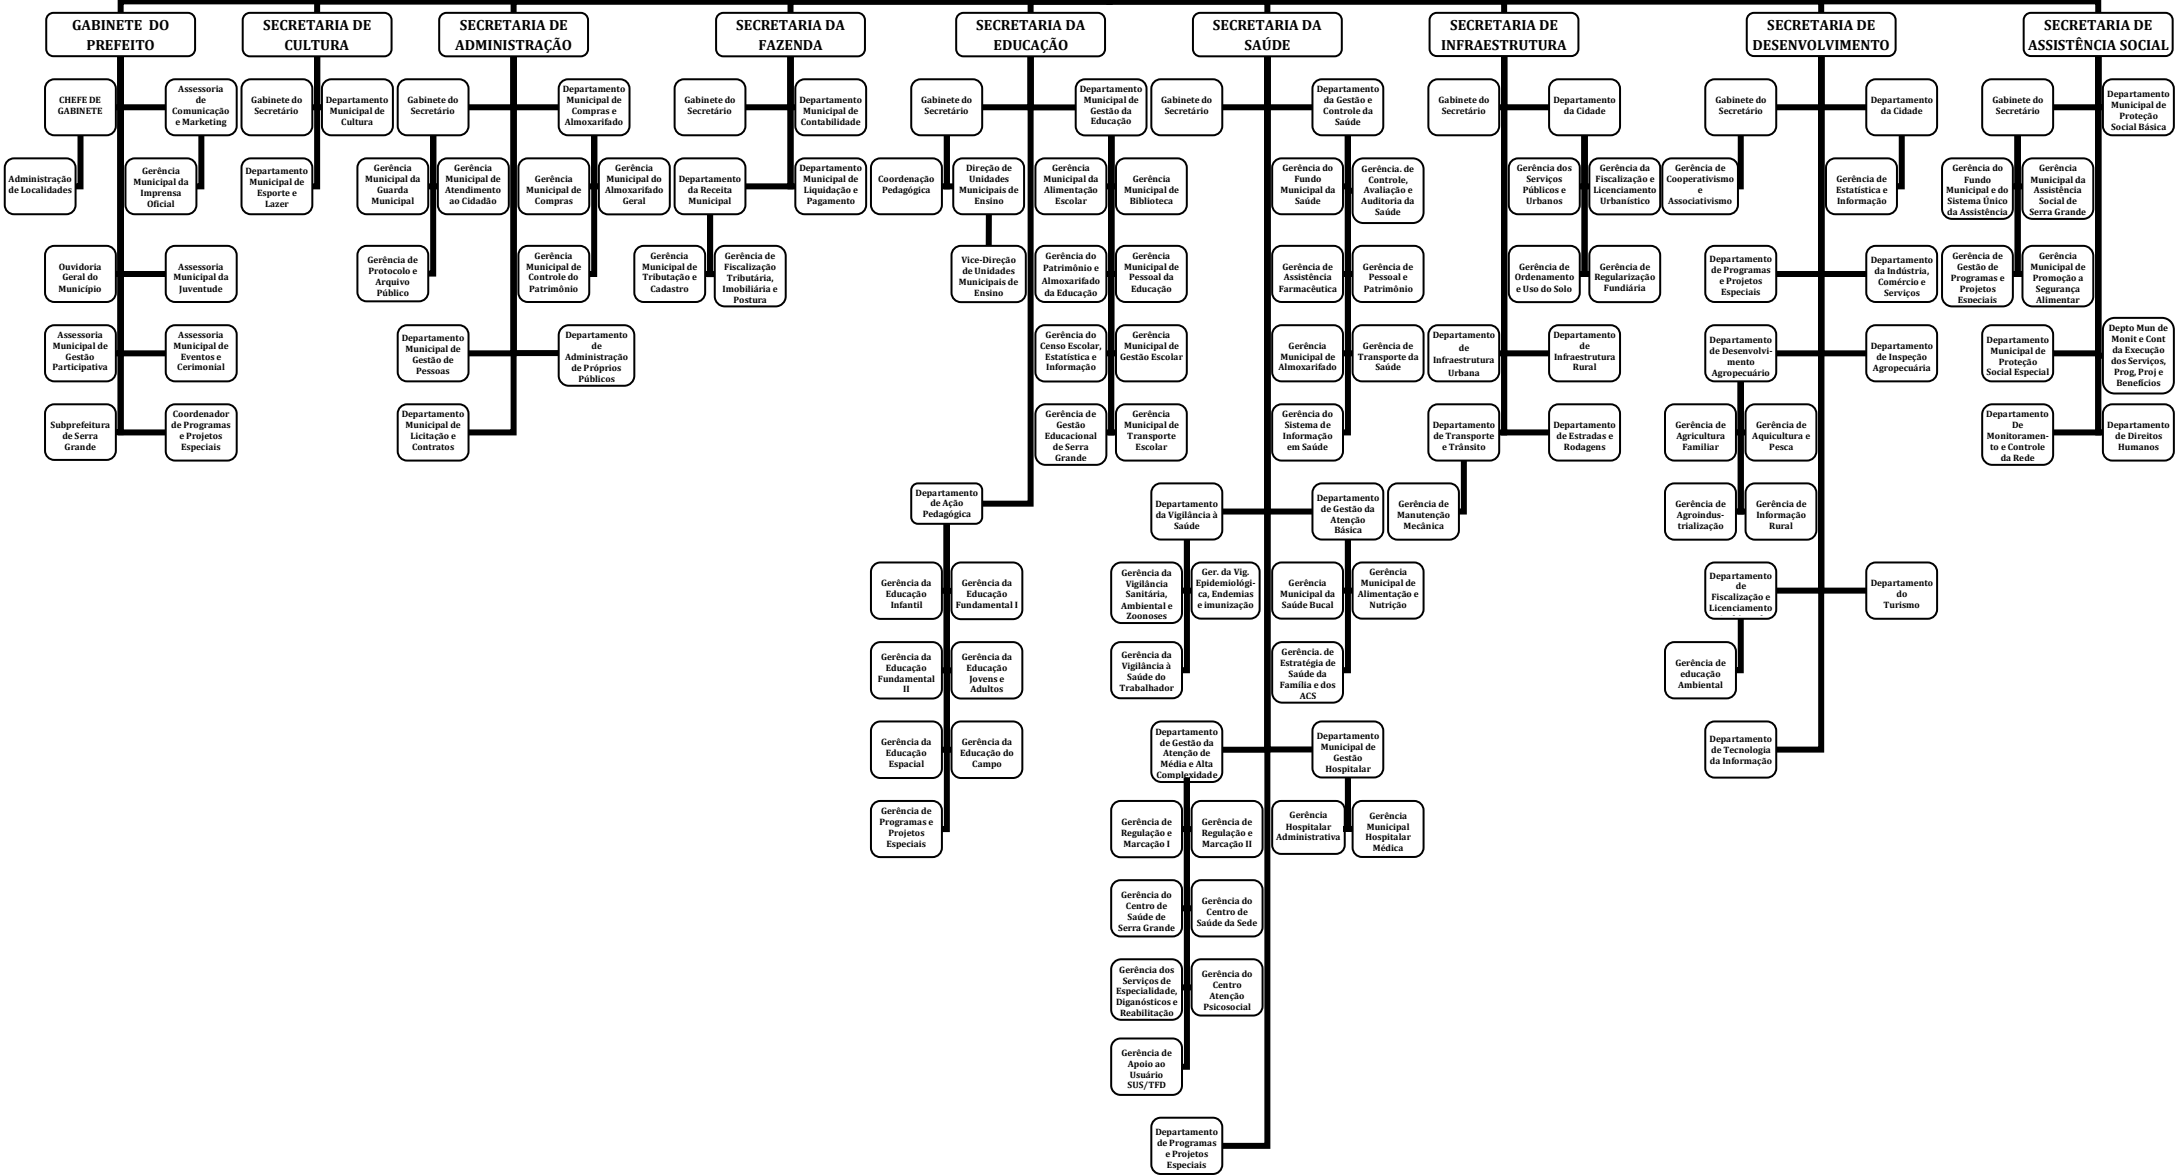 GABINETE DO
PREFEITO
SECRETARIA DE
CULTURA
SECRETARIA DE
ADMINISTRAÇÃO
SECRETARIA DA
FAZENDA
SECRETARIA DA
EDUCAÇÃO
SECRETARIA DA
SAÚDE
SECRETARIA DE
INFRAESTRUTURA
SECRETARIA DE
DESENVOLVIMENTO
SECRETARIA DE
ASSISTÊNCIA SOCIAL
CHEFE DE
GABINETE
Assessoria
de
Comunicação
e Marketing
Administração
de Localidades
Gerência
Municipal da
Imprensa
Oficial
Ouvidoria
Geral do
Município
Assessoria
Municipal da
Juventude
Assessoria
Municipal de
Gestão
Participativa
Assessoria
Municipal de
Eventos e
Cerimonial
Subprefeitura
de Serra
Grande
Coordenador
de Programas
e Projetos
Especiais
Gabinete do
Secretário
Departamento
Municipal de
Cultura
Departamento
Municipal de
Esporte e
Lazer
Gabinete do
Secretário
Departamento
Municipal de
Compras e
Almoxarifado
Gerência
Municipal da
Guarda
Municipal
Gerência
Municipal de
Atendimento
ao Cidadão
Gerência
Municipal de
Compras
Gerência
Municipal do
Almoxarifado
Geral
Gerência de
Protocolo e
Arquivo
Público
Gerência
Municipal de
Controle do
Patrimônio
Departamento
Municipal de
Gestão de
Pessoas
Departamento
de
Administração
de Próprios
Públicos
Departamento
Municipal de
Licitação e
Contratos
Gabinete do
Secretário
Departamento
Municipal de
Contabilidade
Departamento
da Receita
Municipal
Departamento
Municipal de
Liquidação e
Pagamento
Gerência
Municipal de
Tributação e
Cadastro
Gerência de
Fiscalização
Tributária,
Imobiliária e
Postura
Gabinete do
Secretário
Departamento
Municipal de
Gestão da
Educação
Coordenação
Pedagógica
Direção de
Unidades
Municipais de
Ensino
Gerência
Municipal da
Alimentação
Escolar
Gerência
Municipal de
Biblioteca
Vice-Direção
de Unidades
Municipais de
Ensino
Gerência do
Patrimônio e
Almoxarifado
da Educação
Gerência
Municipal de
Pessoal da
Educação
Gerência do
Censo Escolar,
Estatística e
Informação
Gerência
Municipal de
Gestão Escolar
Gerência de
Gestão
Educacional
de Serra
Grande
Gerência
Municipal de
Transporte
Escolar
Departamento
de Ação
Pedagógica
Gerência da
Educação
Infantil
Gerência da
Educação
Fundamental I
Gerência da
Educação
Fundamental
II
Gerência da
Educação
Jovens e
Adultos
Gerência da
Educação
Espacial
Gerência da
Educação do
Campo
Gerência de
Programas e
Projetos
Especiais
Gabinete do
Secretário
Departamento
da Gestão e
Controle da
Saúde
Gerência do
Fundo
Municipal da
Saúde
Gerência. de
Controle,
Avaliação e
Auditoria da
Saúde
Gerência de
Assistência
Farmacêutica
Gerência de
Pessoal e
Patrimônio
Gerência
Municipal de
Almoxarifado
Gerência de
Transporte da
Saúde
Gerência do
Sistema de
Informação
em Saúde
Departamento
da Vigilância à
Saúde
Departamento
de Gestão da
Atenção
Básica
Gerência da
Vigilância
Sanitária,
Ambiental e
Zoonoses
Ger. da Vig.
Epidemiológi-
ca, Endemias
e imunização
Gerência
Municipal da
Saúde Bucal
Gerência
Municipal de
Alimentação e
Nutrição
Gerência da
Vigilância à
Saúde do
Trabalhador
Gerência. de
Estratégia de
Saúde da
Família e dos
ACS
Departamento
de Gestão da
Atenção de
Média e Alta
Complexidade
Departamento
Municipal de
Gestão
Hospitalar
Gerência de
Regulação e
Marcação I
Gerência de
Regulação e
Marcação II
Gerência
Hospitalar
Administrativa
Gerência
Municipal
Hospitalar
Médica
Gerência do
Centro de
Saúde de
Serra Grande
Gerência do
Centro de
Saúde da Sede
Gerência dos
Serviços de
Especialidade,
Diganósticos e
Reabilitação
Gerência do
Centro
Atenção
Psicosocial
Gerência de
Apoio ao
Usuário
SUS/TFD
Departamento
de Programas
e Projetos
Especiais
Gabinete do
Secretário
Departamento
da Cidade
Gerência dos
Serviços
Públicos e
Urbanos
Gerência da
Fiscalização e
Licenciamento
Urbanístico
Gerência de
Ordenamento
e Uso do Solo
Gerência de
Regularização
Fundiária
Departamento
de
Infraestrutura
Urbana
Departamento
de
Infraestrutura
Rural
Departamento
de Transporte
e Trânsito
Departamento
de Estradas e
Rodagens
Gerência de
Manutenção
Mecânica
Gabinete do
Secretário
Departamento
da Cidade
Gerência de
Cooperativismo
e
Associativismo
Gerência de
Estatística e
Informação
Departamento
de Programas
e Projetos
Especiais
Departamento
da Indústria,
Comércio e
Serviços
Departamento
de Desenvolvi-
mento
Agropecuário
Departamento
de Inspeção
Agropecuária
Gerência de
Agricultura
Familiar
Gerência de
Aquicultura e
Pesca
Gerência de
Agroindus-
trialização
Gerência de
Informação
Rural
Departamento
de
Fiscalização e
Licenciamento
Departamento
do
Turismo
Gerência de
educação
Ambiental
Departamento
de Tecnologia
da Informação
Gabinete do
Secretário
Departamento
Municipal de
Proteção
Social Básica
Gerência do
Fundo
Municipal e do
Sistema Único
da Assistência
Gerência
Municipal da
Assistência
Social de
Serra Grande
Gerência de
Gestão de
Programas e
Projetos
Especiais
Gerência
Municipal de
Promoção a
Segurança
Alimentar
Departamento
Municipal de
Proteção
Social Especial
Depto Mun de
Monit e Cont
da Execução
dos Serviços,
Prog, Proj e
Benefícios
Departamento
De
Monitoramen-
to e Controle
da Rede
Departamento
de Direitos
Humanos